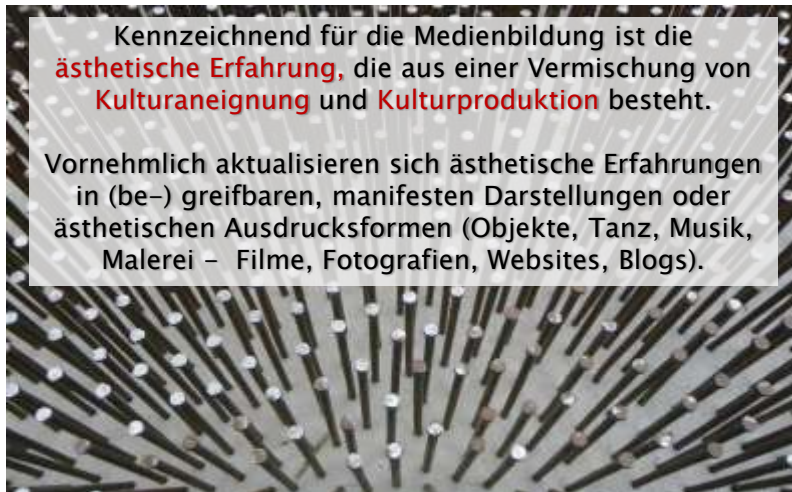 Kennzeichnend für die Medienbildung ist die
ästhetische Erfahrung, die aus einer Vermischung von
Kulturaneignung und Kulturproduktion besteht.
Vornehmlich aktualisieren sich ästhetische Erfahrungen
in (be-) greifbaren, manifesten Darstellungen oder
ästhetischen Ausdrucksformen (Objekte, Tanz, Musik,
Malerei - Filme, Fotografien, Websites, Blogs).